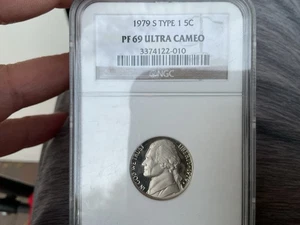 1979 S TYPE 1 5C
PF 69 ULTRA CAMEO
3374122-010
NGC